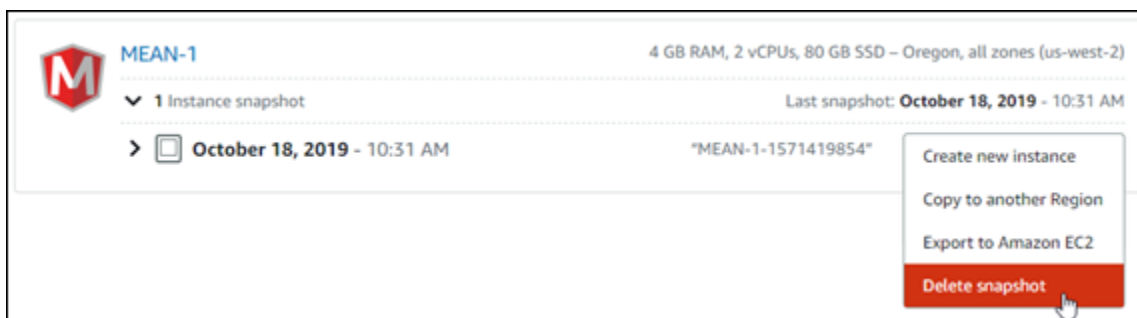 MEAN-1
4 GB RAM, 2 vCPUs, 80 GB SSD – Oregon, all zones (us-west-2)
1 Instance snapshot
Last snapshot: October 18, 2019 - 10:31 AM
October 18, 2019 - 10:31 AM
"MEAN-1-1571419854"
Create new instance
Copy to another Region
Export to Amazon EC2
Delete snapshot